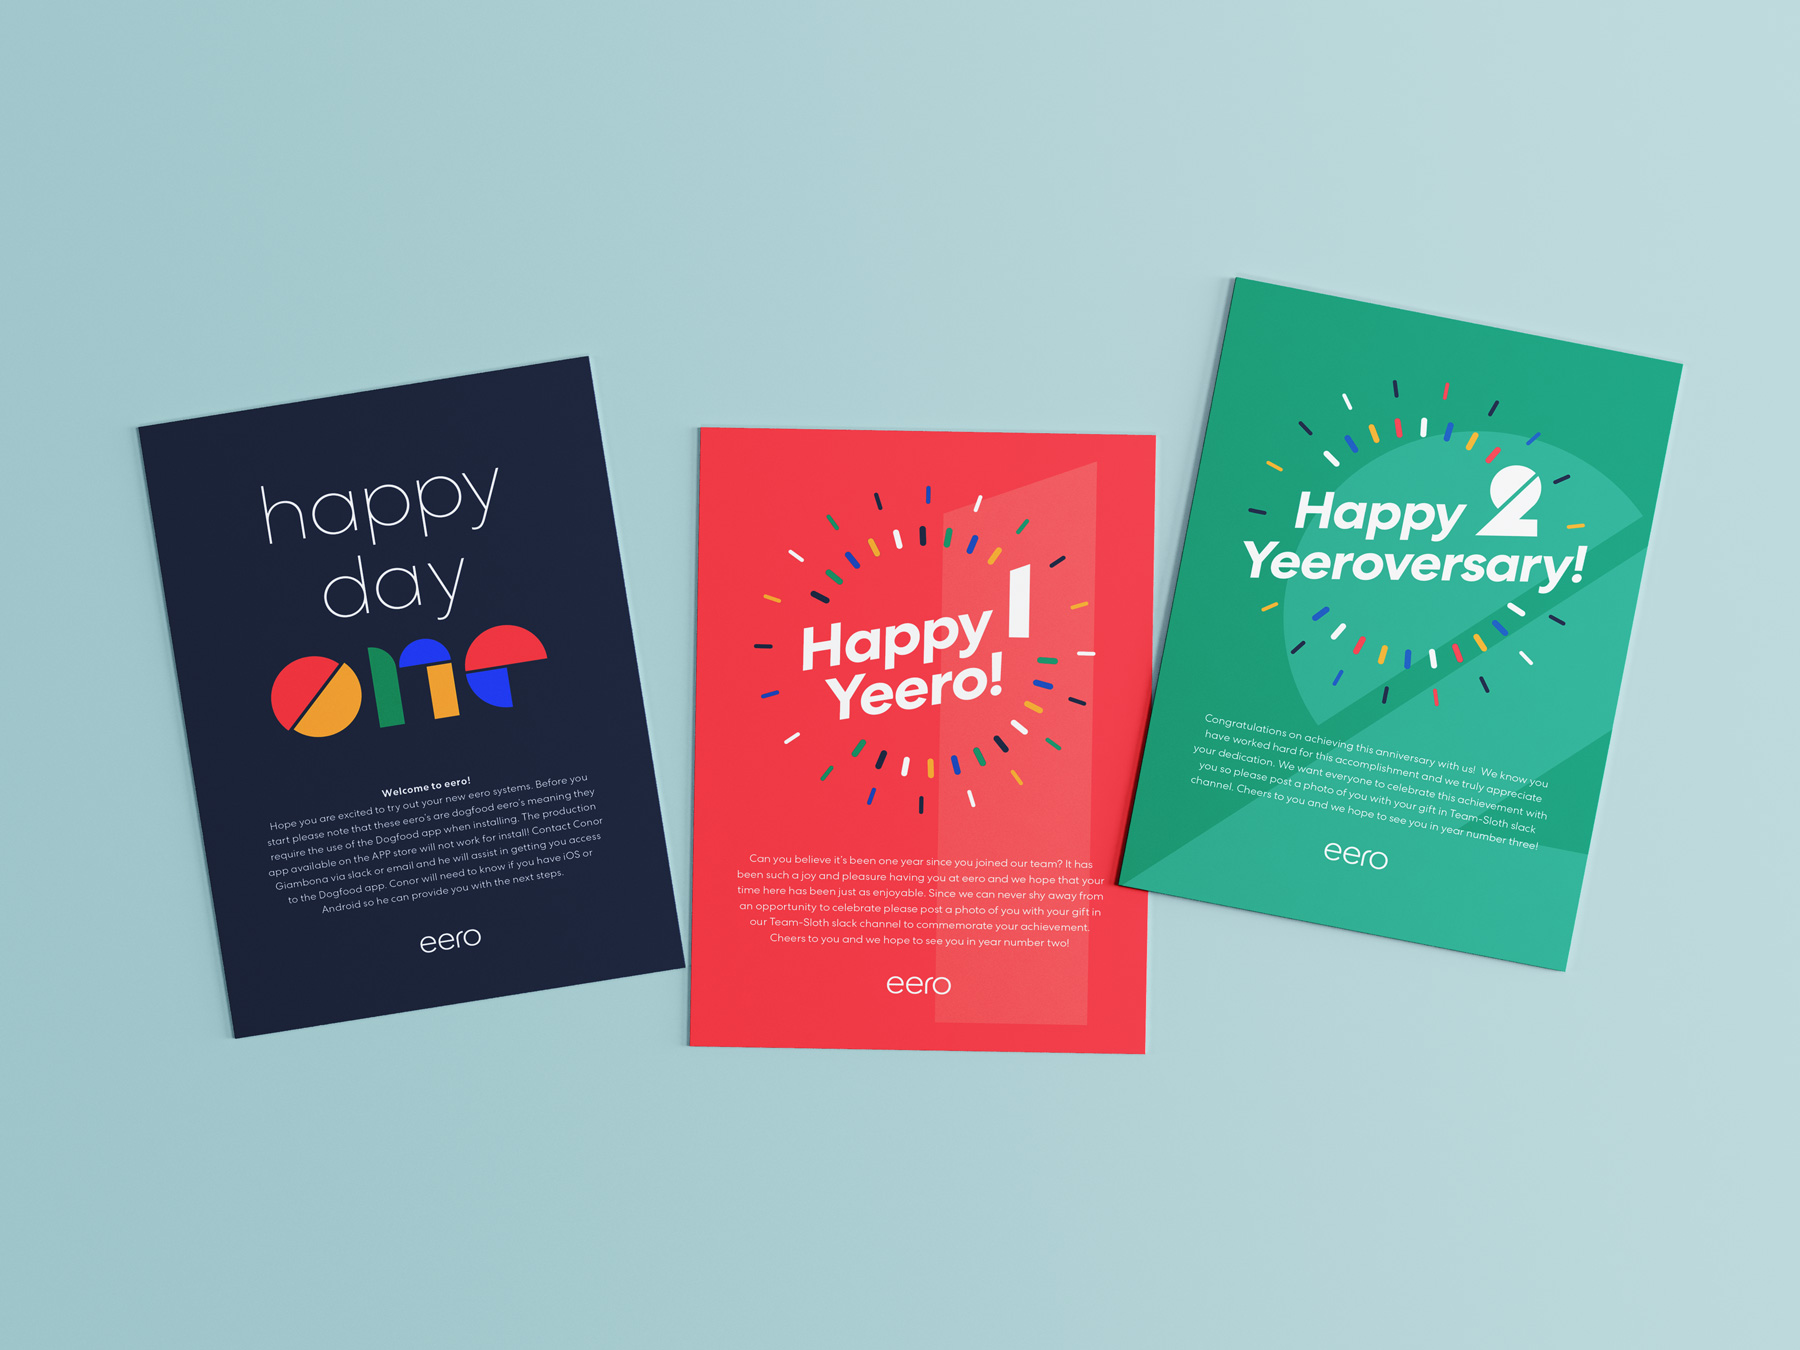 happy
day
one
Welcome to eero!
Hope you are excited to try out your new eero systems. Before you
start please note that these eero's are dogfood eero's meaning they
require the use of the Dogfood app when installing. The production
app available on the APP store will not work for install! Contact Conor
Giambona via slack or email and he will assist in getting you access
to the Dogfood app. Conor will need to know if you have iOS or
Android so he can provide you with the next steps.
eero
Happy 1
Yeero!
Can you believe it's been one year since you joined our team? It has
been such a joy and pleasure having you at eero and we hope that your
time here has been just as enjoyable. Since we can never shy away from
an opportunity to celebrate please post a photo of you with your gift in
our Team-Sloth slack channel to commemorate your achievement.
Cheers to you and we hope to see you in year number two!
eero
Happy 2
Yeeroversary!
Congratulations on achieving this anniversary with us! We know you
have worked hard for this accomplishment and we truly appreciate
your dedication. We want everyone to celebrate this achievement with
you so please post a photo of you with your gift in Team-Sloth slack
channel. Cheers to you and we hope to see you in year number three!
eero